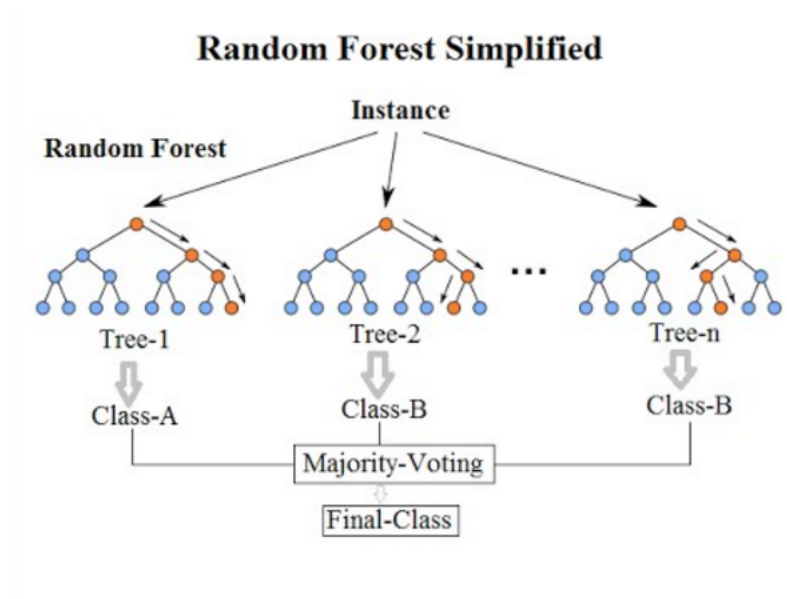 Random Forest Simplified
Instance
Random Forest
...
Tree-1
Tree-2
Tree-n
Class-A
Class-B
Class-B
Majority-Voting
Final-Class